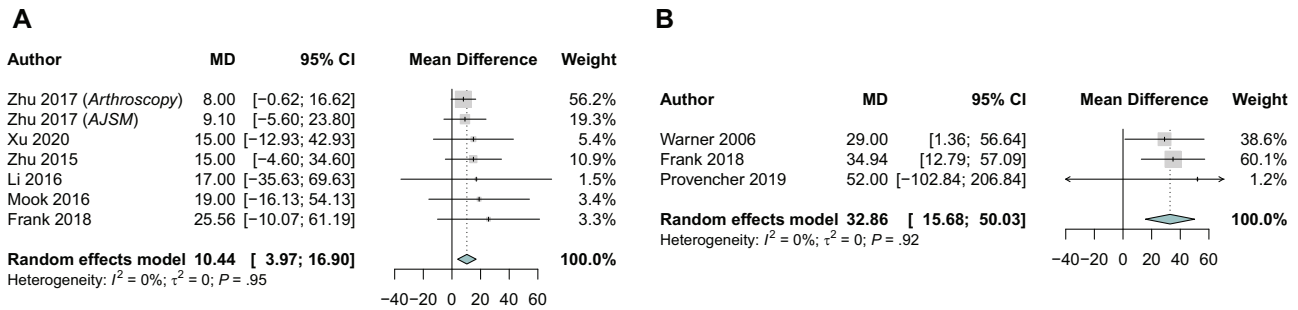 A
Author MD 95% CI Mean Difference Weight
Zhu 2017 (Arthroscopy) 8.00 [−0.62; 16.62] 56.2%
Zhu 2017 (AJSM) 9.10 [−5.60; 23.80] 19.3%
Xu 2020 15.00 [−12.93; 42.93] 5.4%
Zhu 2015 15.00 [−4.60; 34.60] 10.9%
Li 2016 17.00 [−35.63; 69.63] 1.5%
Mook 2016 19.00 [−16.13; 54.13] 3.4%
Frank 2018 25.56 [−10.07; 61.19] 3.3%
Random effects model 10.44 [ 3.97; 16.90] 100.0%
Heterogeneity: I² = 0%; τ² = 0; P = .95
−40 −20 0 20 40 60
B
Author MD 95% CI Mean Difference Weight
Warner 2006 29.00 [1.36; 56.64] 38.6%
Frank 2018 34.94 [12.79; 57.09] 60.1%
Provencher 2019 52.00 [−102.84; 206.84] 1.2%
Random effects model 32.86 [ 15.68; 50.03] 100.0%
Heterogeneity: I² = 0%; τ² = 0; P = .92
−40 −20 0 20 40 60